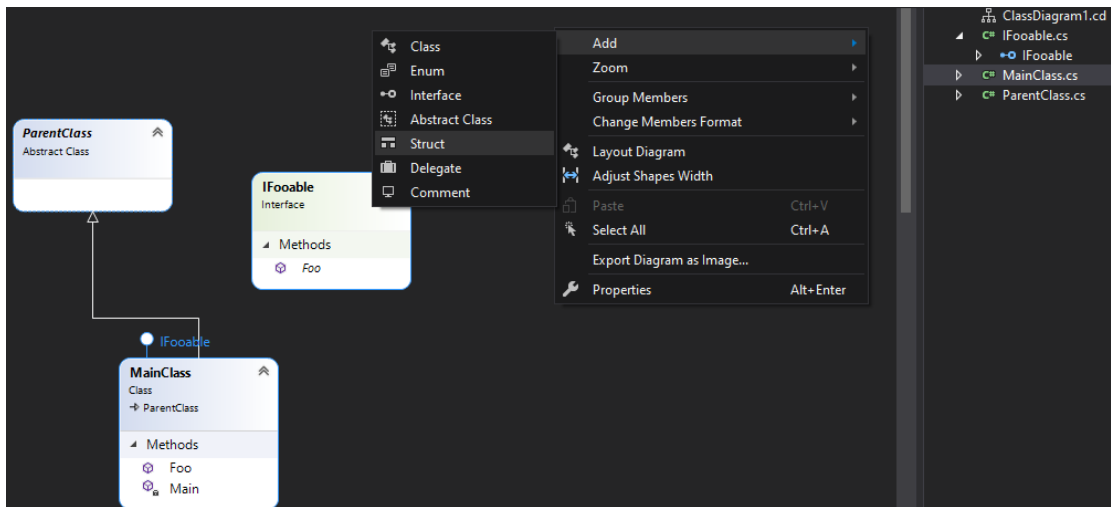 ParentClass
Abstract Class
IFooable
Interface
Methods
Foo
IFooable
MainClass
Class
ParentClass
Methods
Foo
Main
Class
Enum
Interface
Abstract Class
Struct
Delegate
Comment
Add
Zoom
Group Members
Change Members Format
Layout Diagram
Adjust Shapes Width
Paste Ctrl+V
Select All Ctrl+A
Export Diagram as Image...
Properties Alt+Enter
ClassDiagram1.cd
C# IFooable.cs
IFooable
C# MainClass.cs
C# ParentClass.cs